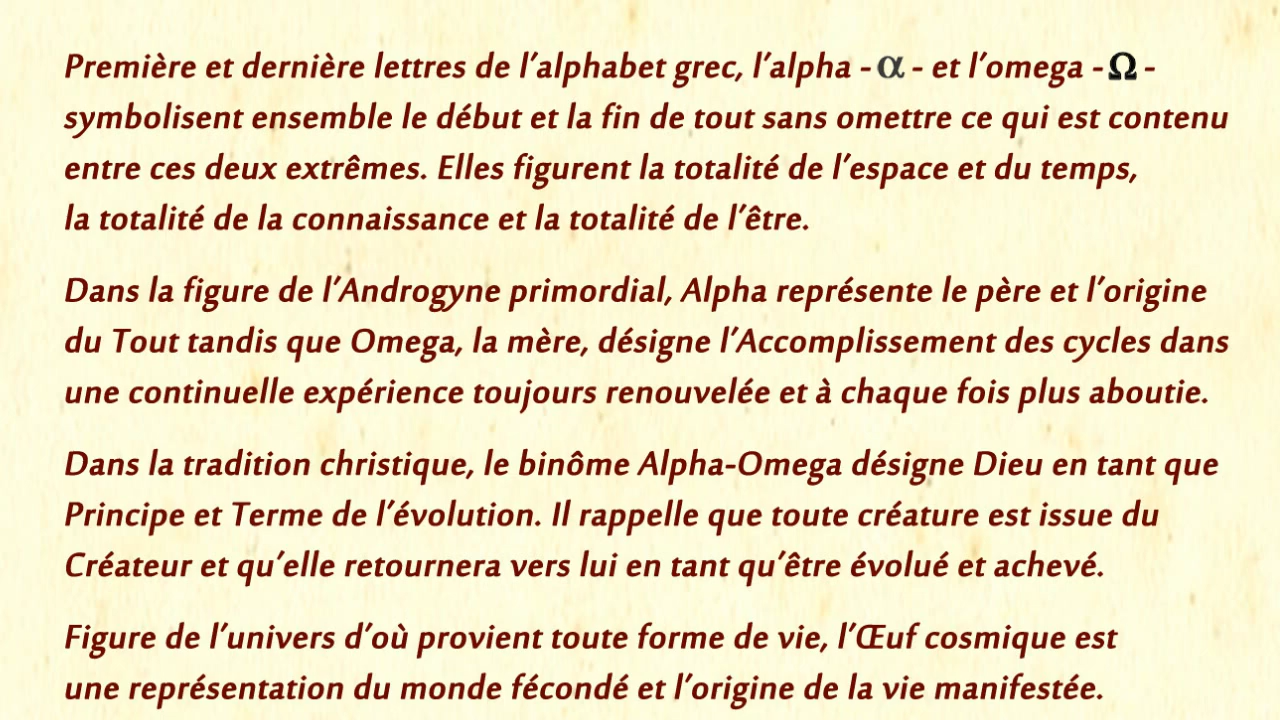 Première et dernière lettres de l'alphabet grec, l'alpha - α - et l'omega - Ω -
symbolisent ensemble le début et la fin de tout sans omettre ce qui est contenu
entre ces deux extrêmes. Elles figurent la totalité de l'espace et du temps,
la totalité de la connaissance et la totalité de l'être.
Dans la figure de l'Androgyne primordial, Alpha représente le père et l'origine
du Tout tandis que Omega, la mère, désigne l'Accomplissement des cycles dans
une continuelle expérience toujours renouvelée et à chaque fois plus aboutie.
Dans la tradition christique, le binôme Alpha-Omega désigne Dieu en tant que
Principe et Terme de l'évolution. Il rappelle que toute créature est issue du
Créateur et qu'elle retournera vers lui en tant qu'être évolué et achevé.
Figure de l'univers d'où provient toute forme de vie, l'Œuf cosmique est
une représentation du monde fécondé et l'origine de la vie manifestée.